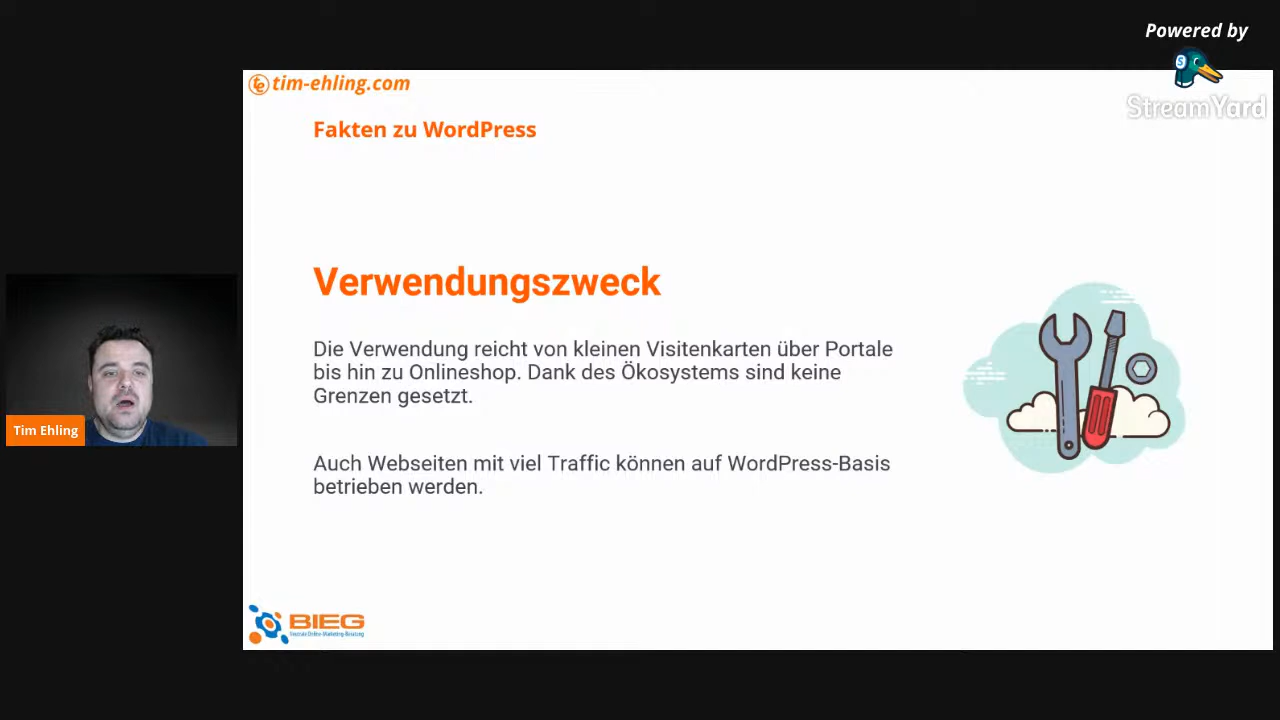 Powered by
StreamYard
tim-ehling.com
Fakten zu WordPress
Verwendungszweck
Die Verwendung reicht von kleinen Visitenkarten über Portale
bis hin zu Onlineshop. Dank des Ökosystems sind keine
Grenzen gesetzt.
Auch Webseiten mit viel Traffic können auf WordPress-Basis
betrieben werden.
Tim Ehling
BIEG